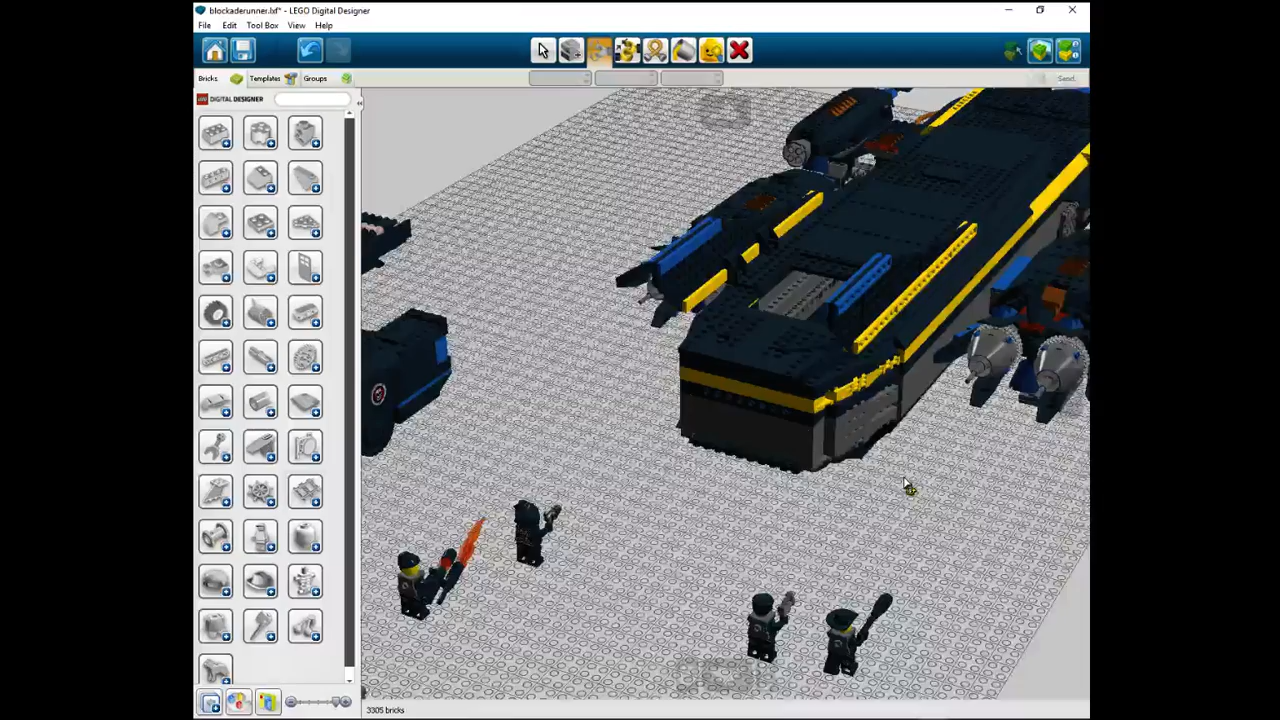 blockaderunner.lxf* - LEGO Digital Designer
File Edit Tool Box View Help
Bricks Templates Groups Send
LEGO DIGITAL DESIGNER
3305 bricks